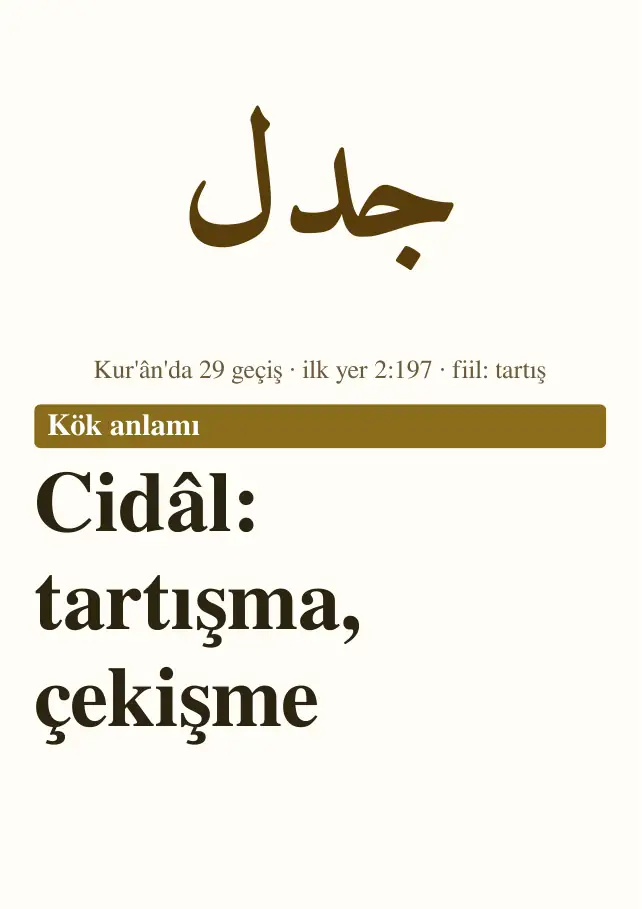 جدل
Kur'ân'da 29 geçiş · ilk yer 2:197 · fiil: tartış
Kök anlamı
Cidâl:
tartışma,
çekişme